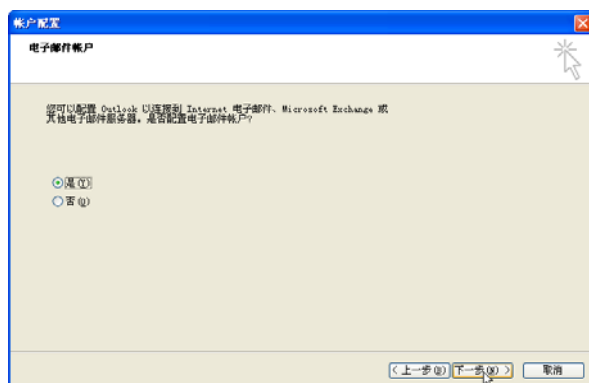 帐户配置
电子邮件帐户
您可以配置 Outlook 以连接到 Internet 电子邮件、Microsoft Exchange 或
其他电子邮件服务器。是否配置电子邮件帐户?
是(Y)
否(U)
< 上一步(B) 下一步(N) > 取消